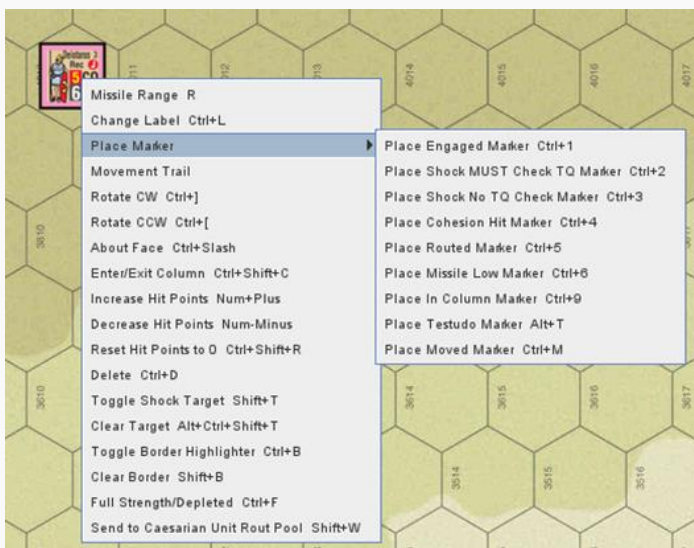 Rec
5 CO
6
4014
4015
4016
4017
Missile Range R
Change Label Ctrl+L
Place Marker
Movement Trail
Rotate CW Ctrl+]
Rotate CCW Ctrl+[
About Face Ctrl+Slash
Enter/Exit Column Ctrl+Shift+C
Increase Hit Points Num+Plus
Decrease Hit Points Num-Minus
Reset Hit Points to 0 Ctrl+Shift+R
Delete Ctrl+D
Toggle Shock Target Shift+T
Clear Target Alt+Ctrl+Shift+T
Toggle Border Highlighter Ctrl+B
Clear Border Shift+B
Full Strength/Depleted Ctrl+F
Send to Caesarian Unit Rout Pool Shift+W
Place Engaged Marker Ctrl+1
Place Shock MUST Check TQ Marker Ctrl+2
Place Shock No TQ Check Marker Ctrl+3
Place Cohesion Hit Marker Ctrl+4
Place Routed Marker Ctrl+5
Place Missile Low Marker Ctrl+6
Place In Column Marker Ctrl+9
Place Testudo Marker Alt+T
Place Moved Marker Ctrl+M
3810
3610
3614
3615
3616
3617
3514
3515
3516